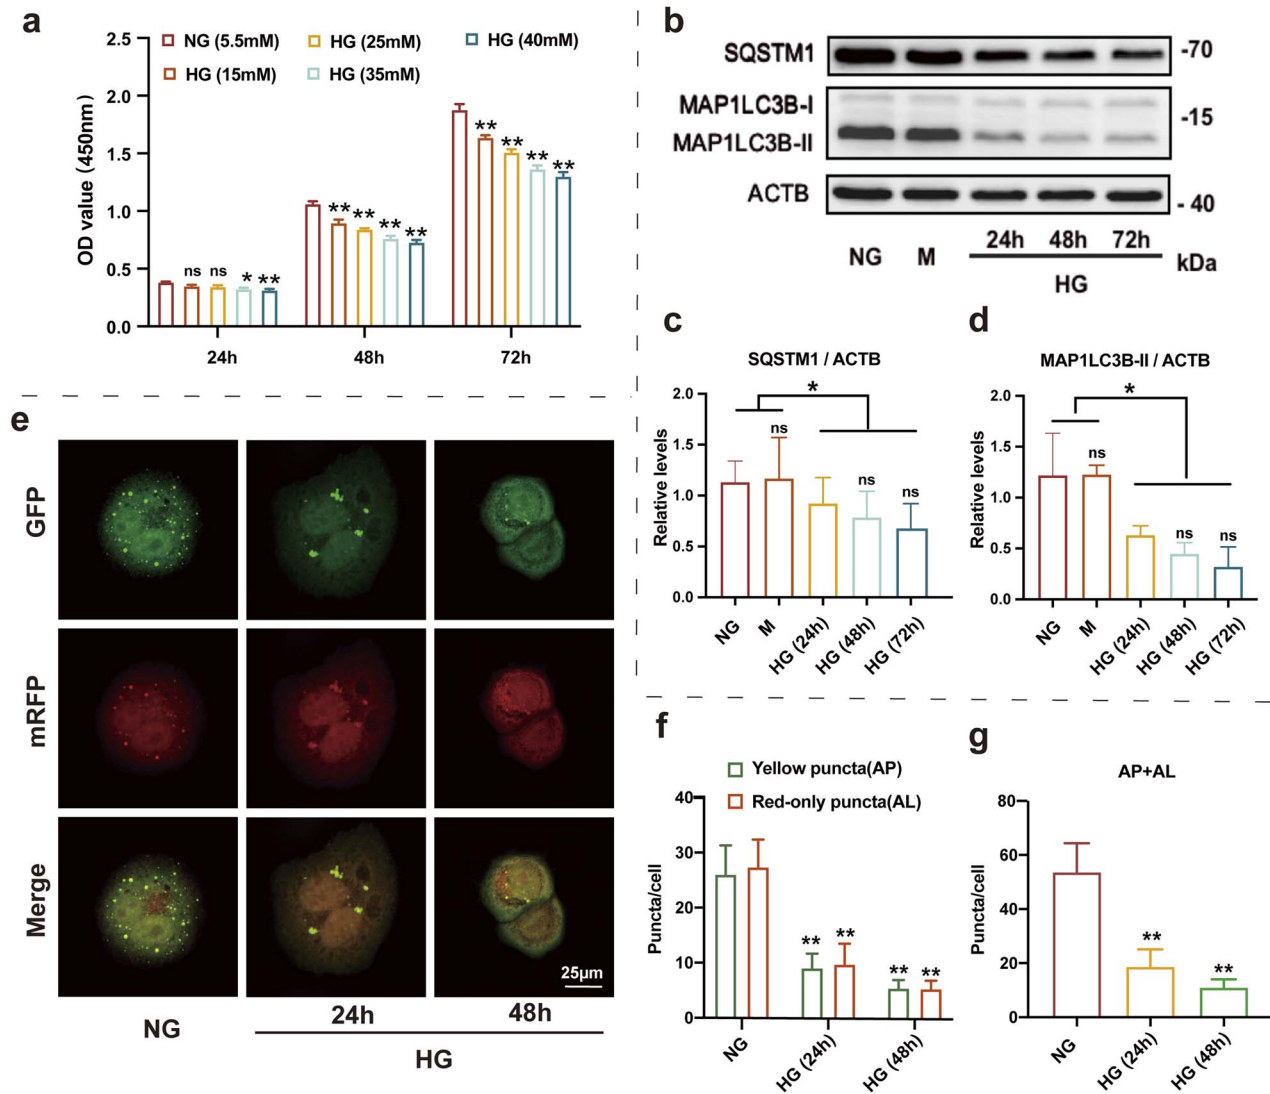 a
2.5
2.0
1.5
1.0
0.5
0.0
OD value (450nm)
NG (5.5mM)
HG (25mM)
HG (40mM)
HG (15mM)
HG (35mM)
ns ns * **
** ** ** **
** ** ** **
24h 48h 72h
b
SQSTM1
-70
MAP1LC3B-I
-15
MAP1LC3B-II
ACTB
- 40
24h 48h 72h
NG M
HG
kDa
c
SQSTM1 / ACTB
2.0
1.5
1.0
0.5
0.0
Relative levels
*
ns
ns
ns
NG
M
HG (24h)
HG (48h)
HG (72h)
d
MAP1LC3B-II / ACTB
2.0
1.5
1.0
0.5
0.0
Relative levels
*
ns
ns
ns
NG
M
HG (24h)
HG (48h)
HG (72h)
e
GFP
mRFP
Merge
25μm
NG
24h
48h
HG
f
Yellow puncta(AP)
Red-only puncta(AL)
40
30
20
10
0
Puncta/cell
** **
** **
NG
HG (24h)
HG (48h)
g
AP+AL
80
60
40
20
0
Puncta/cell
**
**
NG
HG (24h)
HG (48h)